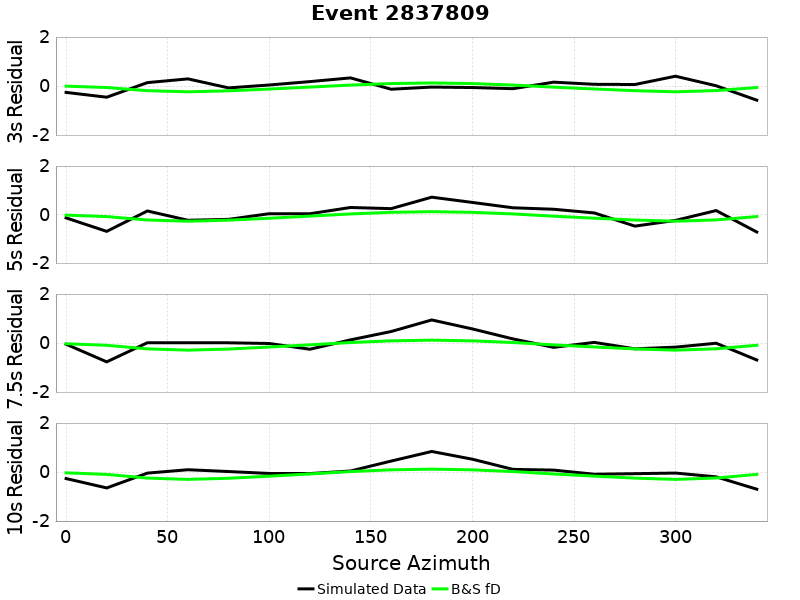 Event 2837809
3s Residual
2
0
-2
5s Residual
2
0
-2
7.5s Residual
2
0
-2
10s Residual
2
0
-2
0 50 100 150 200 250 300
Source Azimuth
Simulated Data B&S fD